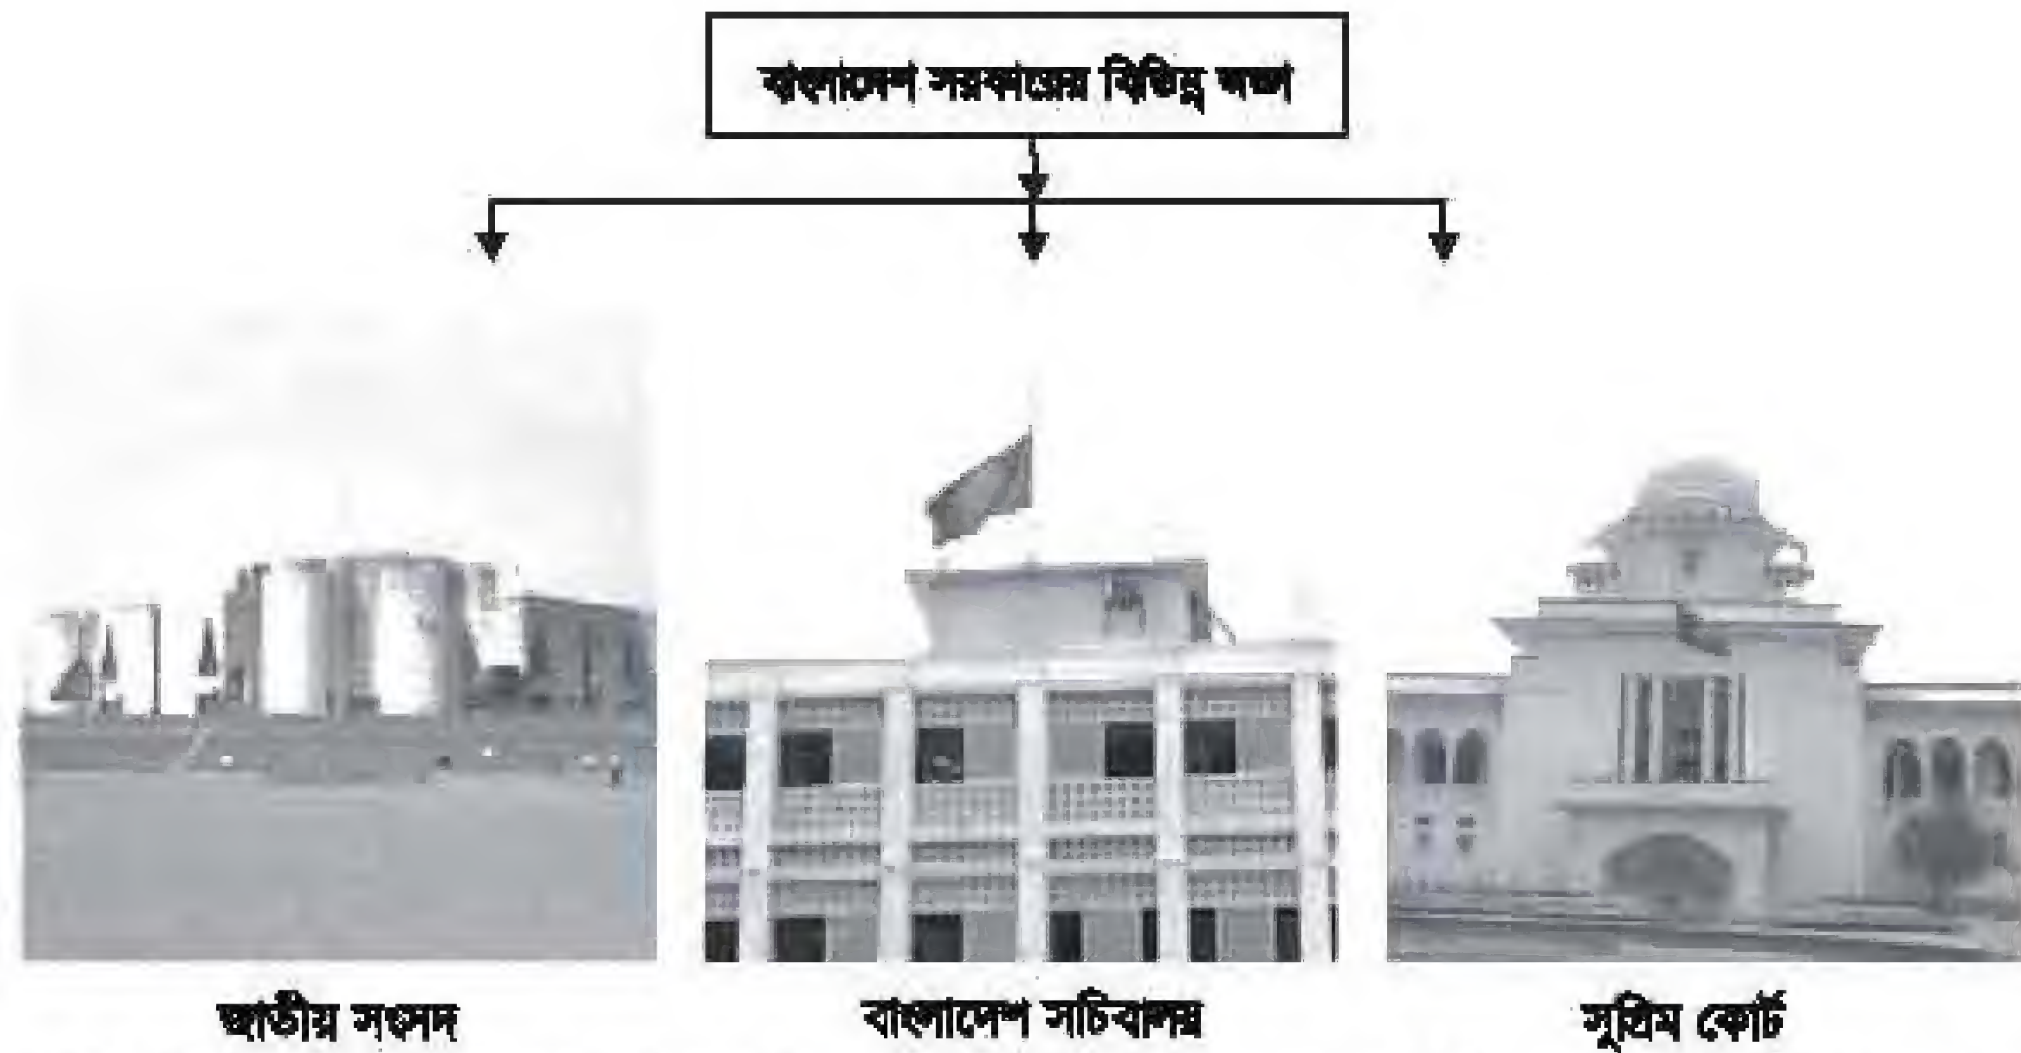 বাংলাদেশ সরকারের বিভিন্ন অঙ্গ
জাতীয় সংসদ
বাংলাদেশ সচিবালয়
সুপ্রিম কোর্ট